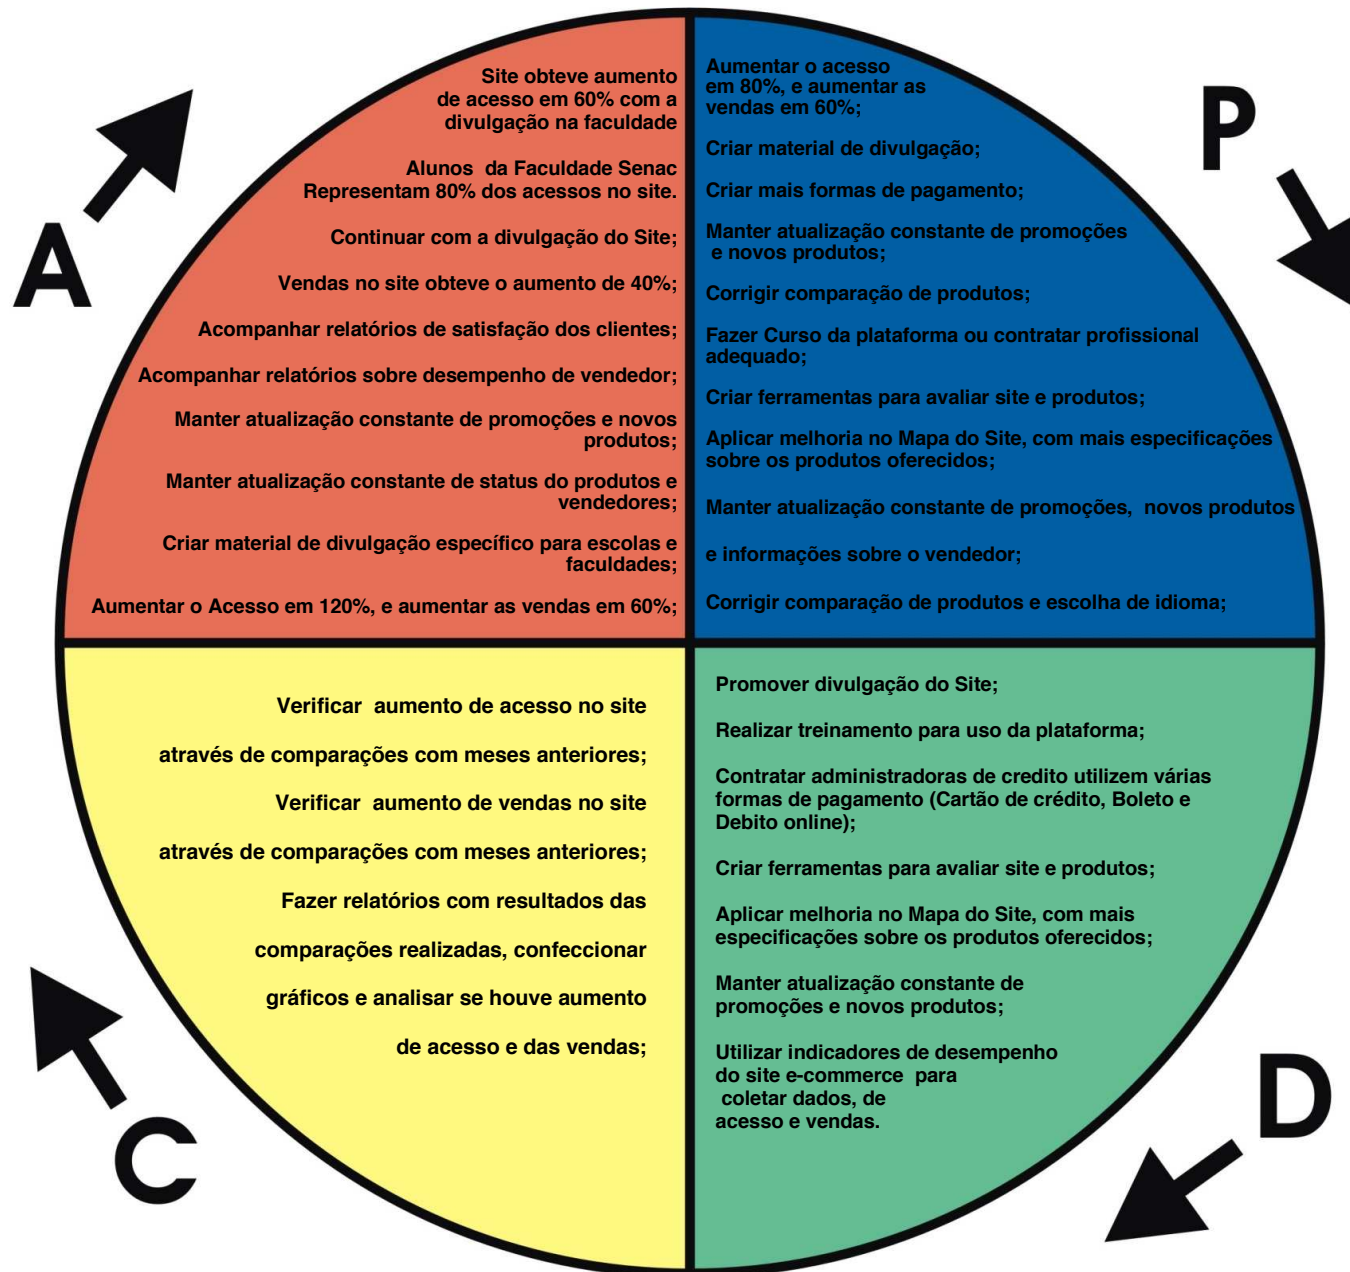 Site obteve aumento
de acesso em 60% com a
divulgação na faculdade
Alunos da Faculdade Senac
Representam 80% dos acessos no site.
Continuar com a divulgação do Site;
Vendas no site obteve o aumento de 40%;
Acompanhar relatórios de satisfação dos clientes;
Acompanhar relatórios sobre desempenho de vendedor;
Manter atualização constante de promoções e novos
produtos;
Manter atualização constante de status do produtos e
vendedores;
Criar material de divulgação específico para escolas e
faculdades;
Aumentar o Acesso em 120%, e aumentar as vendas em 60%;
A
Aumentar o acesso
em 80%, e aumentar as
vendas em 60%;
Criar material de divulgação;
Criar mais formas de pagamento;
Manter atualização constante de promoções
e novos produtos;
Corrigir comparação de produtos;
Fazer Curso da plataforma ou contratar profissional
adequado;
Criar ferramentas para avaliar site e produtos;
Aplicar melhoria no Mapa do Site, com mais especificações
sobre os produtos oferecidos;
Manter atualização constante de promoções, novos produtos
e informações sobre o vendedor;
Corrigir comparação de produtos e escolha de idioma;
P
Verificar aumento de acesso no site
através de comparações com meses anteriores;
Verificar aumento de vendas no site
através de comparações com meses anteriores;
Fazer relatórios com resultados das
comparações realizadas, confeccionar
gráficos e analisar se houve aumento
de acesso e das vendas;
C
Promover divulgação do Site;
Realizar treinamento para uso da plataforma;
Contratar administradoras de credito utilizem várias
formas de pagamento (Cartão de crédito, Boleto e
Debito online);
Criar ferramentas para avaliar site e produtos;
Aplicar melhoria no Mapa do Site, com mais
especificações sobre os produtos oferecidos;
Manter atualização constante de
promoções e novos produtos;
Utilizar indicadores de desempenho
do site e-commerce para
coletar dados, de
acesso e vendas.
D